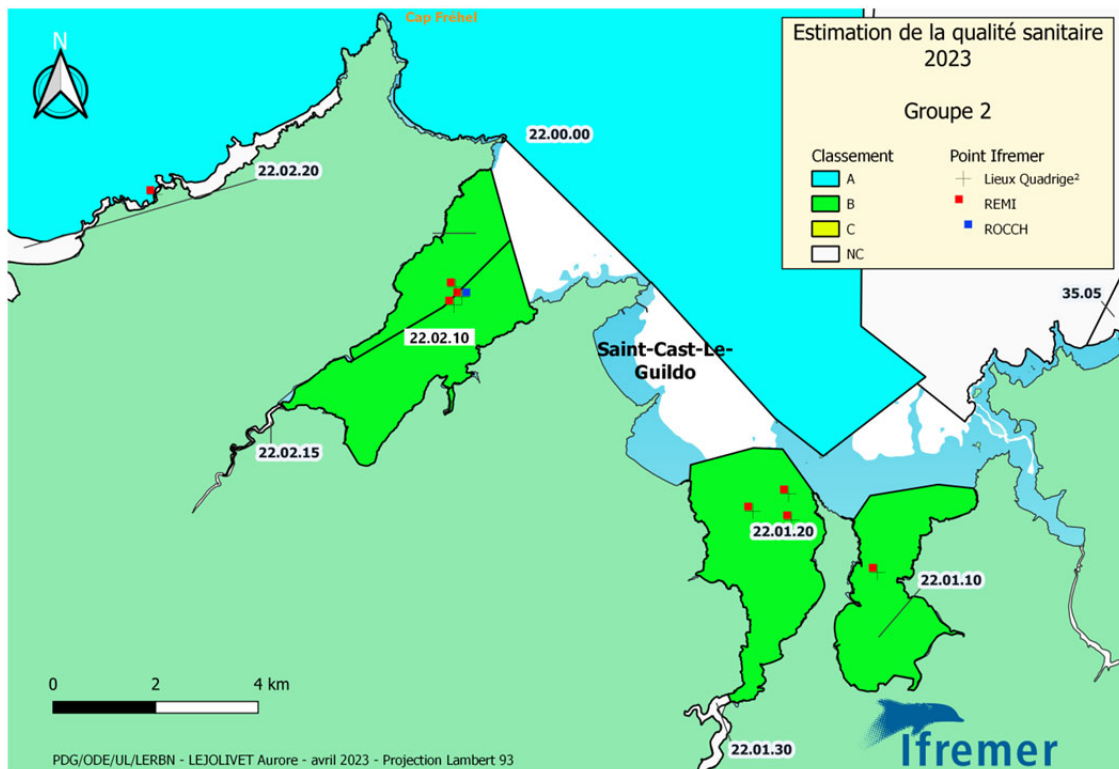 Cap Fréhel
N
Estimation de la qualité sanitaire
2023
Groupe 2
Classement
A
B
C
NC
Point Ifremer
Lieux Quadrige²
REMI
ROCCH
22.00.00
22.02.20
35.05
22.02.10
Saint-Cast-Le-
Guildo
22.02.15
22.01.20
22.01.10
0 2 4 km
22.01.30
Ifremer
PDG/ODE/UL/LERBN - LEJOLIVET Aurore - avril 2023 - Projection Lambert 93